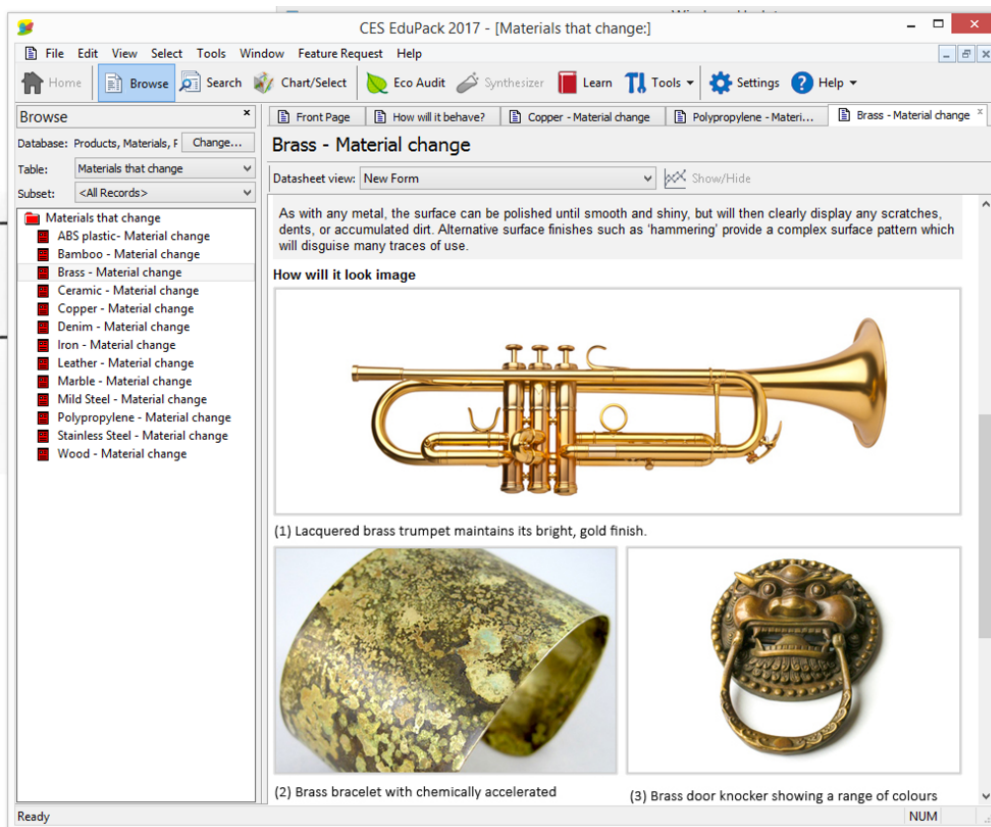 CES EduPack 2017 - [Materials that change:]
File Edit View Select Tools Window Feature Request Help
Home Browse Search Chart/Select Eco Audit Synthesizer Learn Tools Settings Help
Browse
Database: Products, Materials, F Change...
Table: Materials that change
Subset: <All Records>
Materials that change
ABS plastic- Material change
Bamboo - Material change
Brass - Material change
Ceramic - Material change
Copper - Material change
Denim - Material change
Iron - Material change
Leather - Material change
Marble - Material change
Mild Steel - Material change
Polypropylene - Material change
Stainless Steel - Material change
Wood - Material change
Front Page How will it behave? Copper - Material change Polypropylene - Materi... Brass - Material change
Brass - Material change
Datasheet view: New Form Show/Hide
As with any metal, the surface can be polished until smooth and shiny, but will then clearly display any scratches,
dents, or accumulated dirt. Alternative surface finishes such as 'hammering' provide a complex surface pattern which
will disguise many traces of use.
How will it look image
(1) Lacquered brass trumpet maintains its bright, gold finish.
(2) Brass bracelet with chemically accelerated
(3) Brass door knocker showing a range of colours
Ready NUM